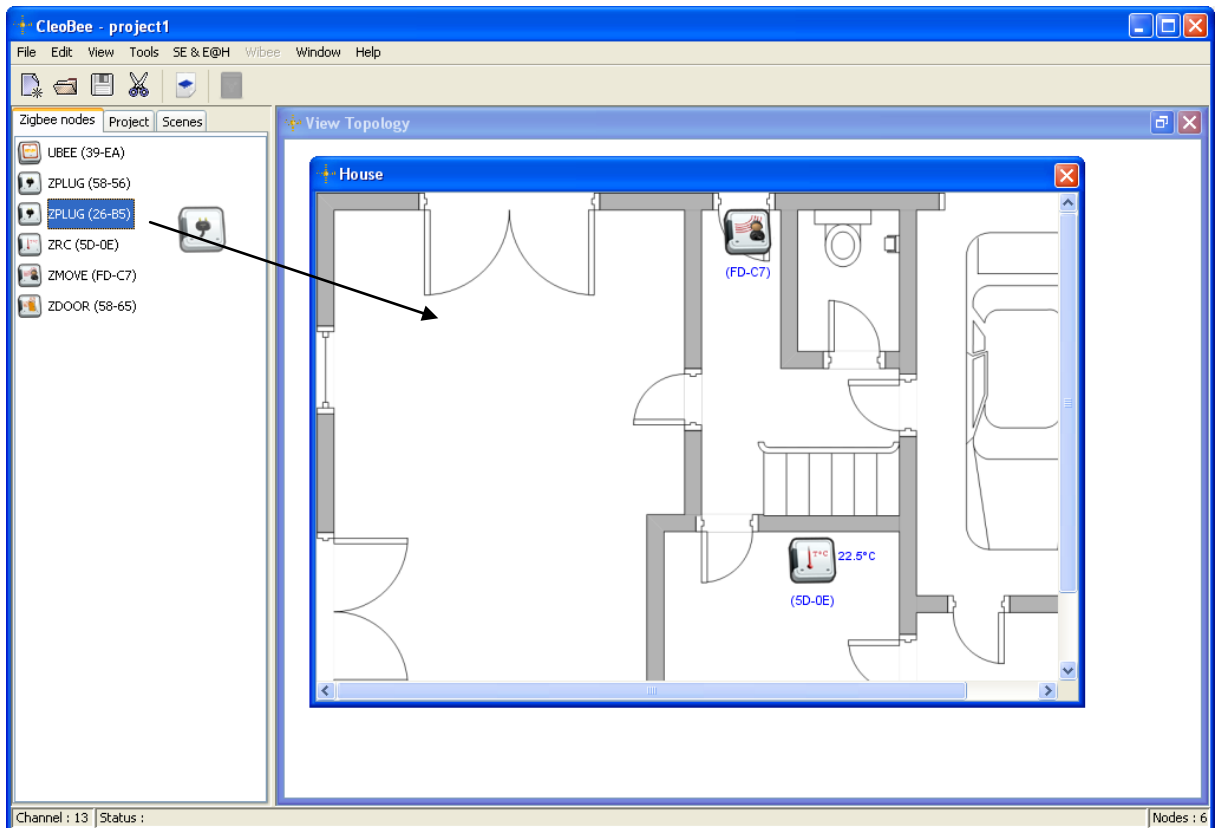 CleoBee - project1
File Edit View Tools SE & E@H Wibee Window Help
Zigbee nodes Project Scenes
UBEE (39-EA)
ZPLUG (58-56)
ZPLUG (26-B5)
ZRC (5D-0E)
ZMOVE (FD-C7)
ZDOOR (58-65)
View Topology
House
(FD-C7)
T°C 22.5°C
(5D-0E)
Channel : 13 Status : Nodes : 6